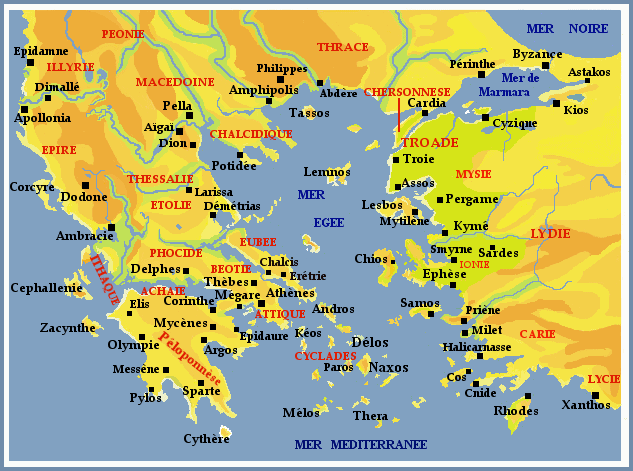 PEONIE
MER NOIRE
Epidamne
THRACE
Byzance
ILLYRIE
Philippes
Périnthe
Astakos
Dimallé
MACEDOINE
Mer de
Marmara
Amphipolis
Abdère
CHERSONNESE
Pella
Cardia
Kios
Apollonia
Tassos
Cyzique
Aïgaï
CHALCIDIQUE
Dion
TROADE
EPIRE
Troie
Potidée
Lemnos
MYSIE
THESSALIE
Assos
Corcyre
Dodone
Larissa
MER
Pergame
ETOLIE
Démétrias
Lesbos
Mytilène
EGEE
Kymé
Ambracie
LYDIE
EUBEE
Smyrne
Sardes
PHOCIDE
Chios
Chalcis
IONIE
Delphes
BEOTIE
Erétrie
Ephèse
ITHAQUE
Thèbes
Cephallenie
ACHAIE
Mégare
Athènes
Elis
Corinthe
Andros
Samos
Priène
ATTIQUE
Zacynthe
Mycènes
Milet
CARIE
Epidaure
Kéos
Olympie
Délos
Halicarnasse
Argos
CYCLADES
Péloponnèse
Paros
Naxos
Messène
Cos
LYCIE
Sparte
Cnide
Pylos
Xanthos
Mélos
Thera
Rhodes
Cythère
MER MEDITERRANEE